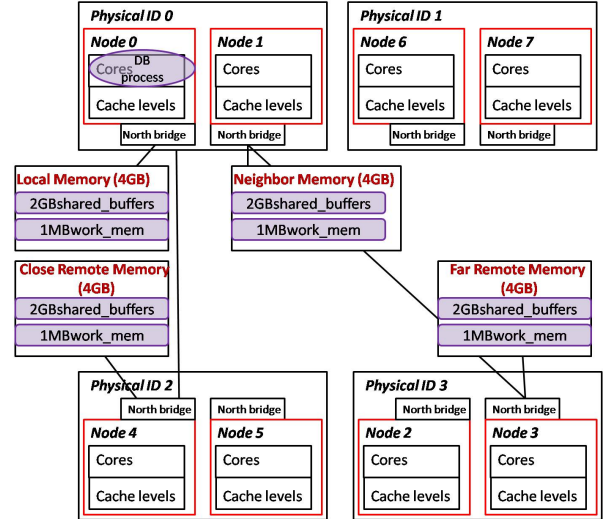 Physical ID 0
Node 0
Cores
DB
process
Cache levels
North bridge
Node 1
Cores
Cache levels
North bridge
Physical ID 1
Node 6
Cores
Cache levels
North bridge
Node 7
Cores
Cache levels
North bridge
Local Memory (4GB)
2GBshared_buffers
1MBwork_mem
Neighbor Memory (4GB)
2GBshared_buffers
1MBwork_mem
Close Remote Memory
(4GB)
2GBshared_buffers
1MBwork_mem
Far Remote Memory
(4GB)
2GBshared_buffers
1MBwork_mem
Physical ID 2
North bridge
Node 4
Cores
Cache levels
North bridge
Node 5
Cores
Cache levels
Physical ID 3
North bridge
Node 2
Cores
Cache levels
North bridge
Node 3
Cores
Cache levels